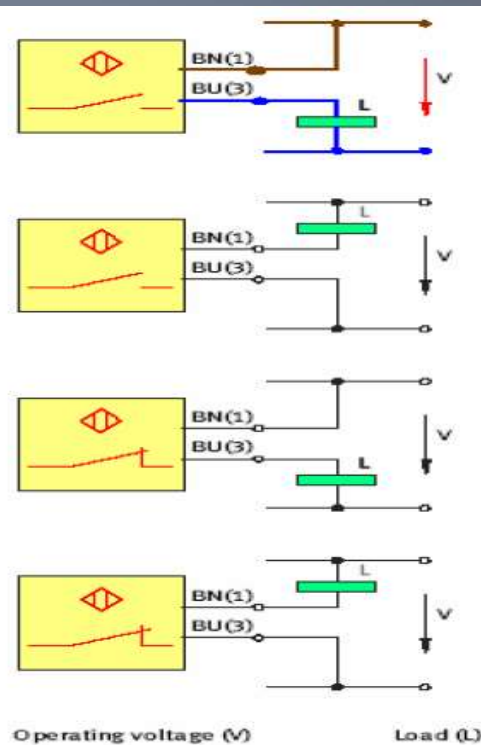 BN(1)
BU(3)
L
V
L
BN(1)
BU(3)
V
BN(1)
BU(3)
L
V
L
BN(1)
BU(3)
V
Operating voltage (V) Load (L)